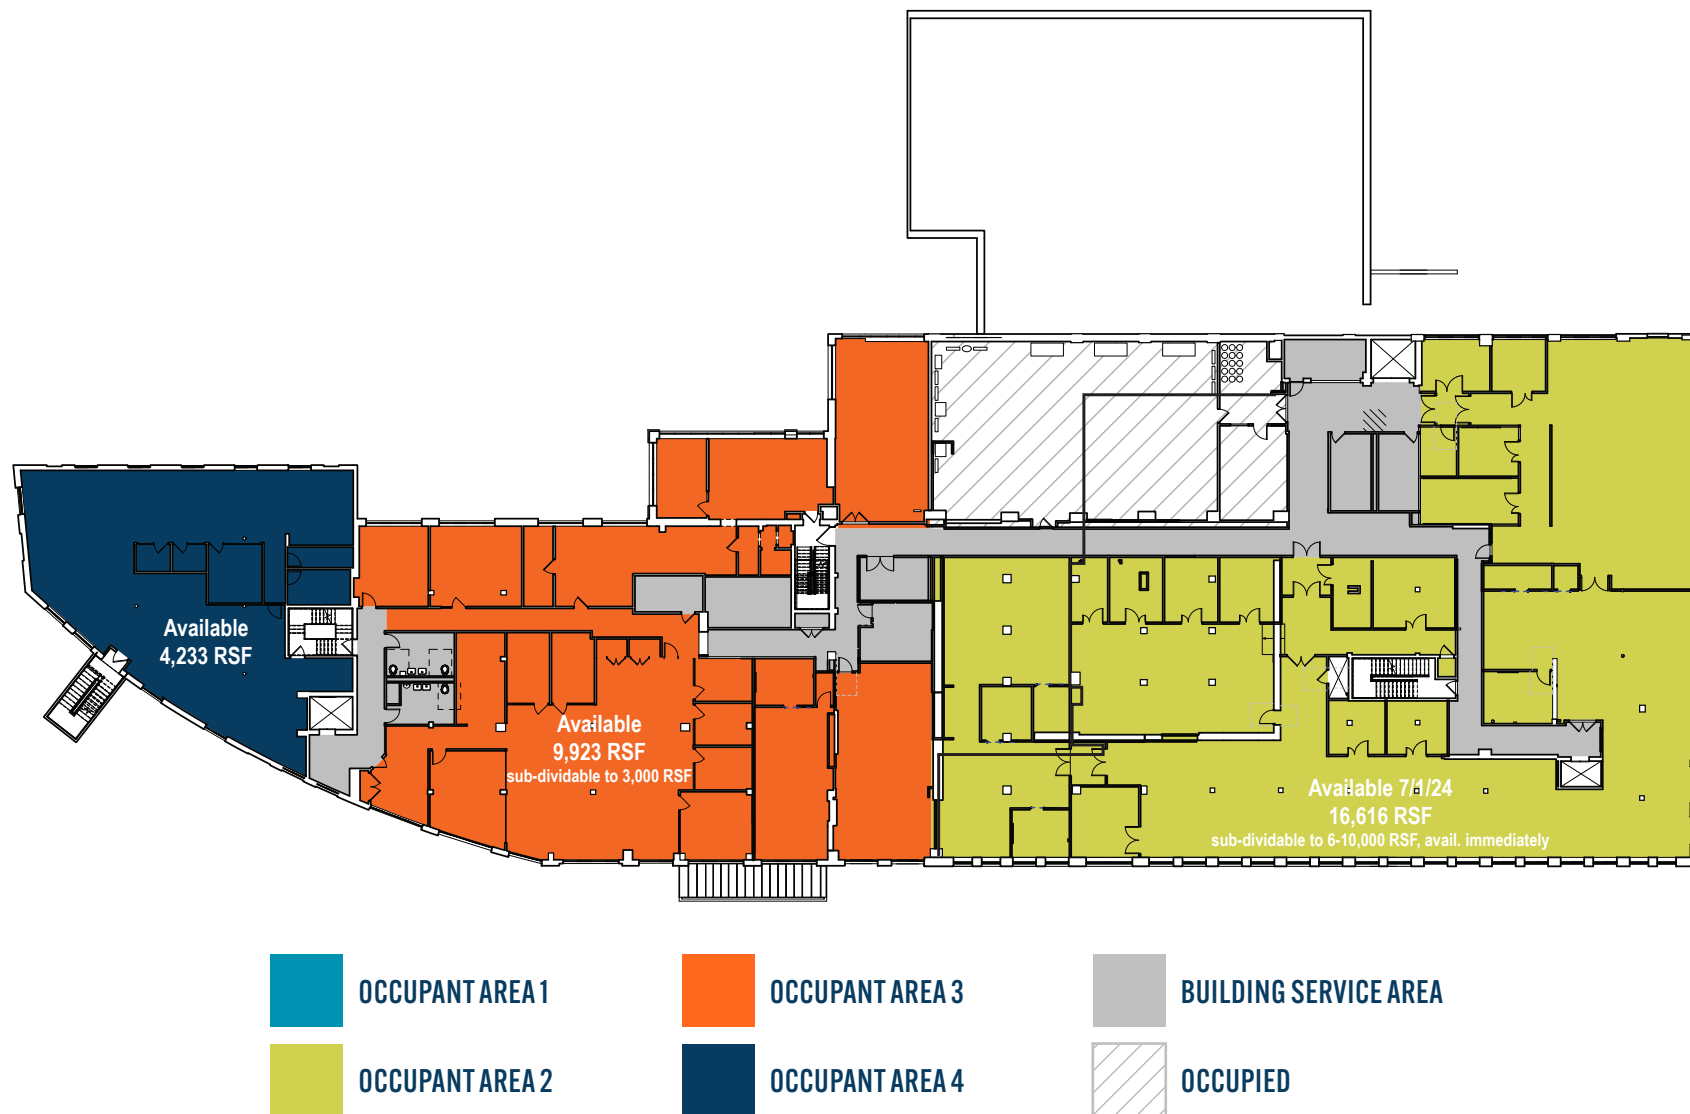 Available
4,233 RSF
Available
9,923 RSF
sub-dividable to 3,000 RSF
Available 7/1/24
16,616 RSF
sub-dividable to 6-10,000 RSF, avail. immediately
OCCUPANT AREA 1
OCCUPANT AREA 3
BUILDING SERVICE AREA
OCCUPANT AREA 2
OCCUPANT AREA 4
OCCUPIED